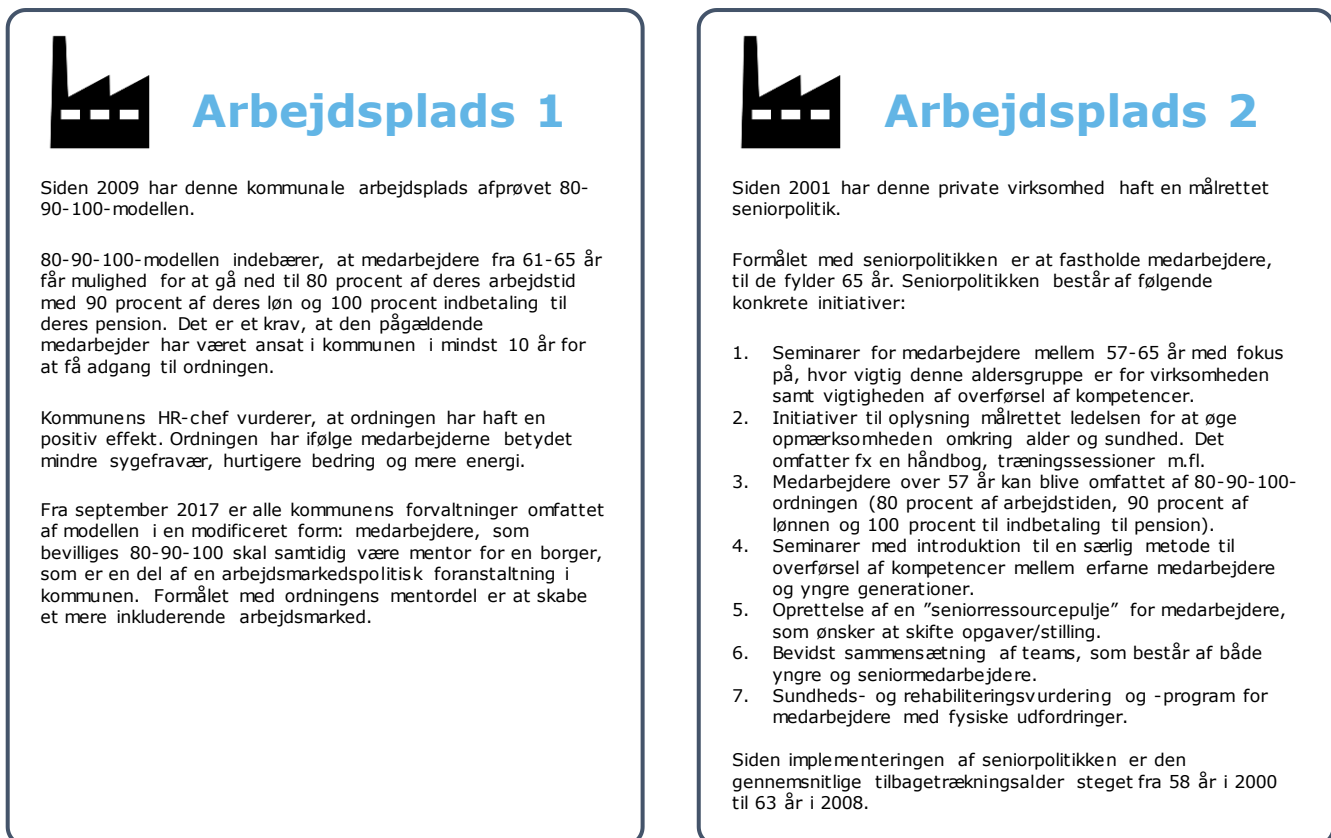 Arbejdsplads 1
Siden 2009 har denne kommunale arbejdsplads afprøvet 80-
90-100-modellen.
80-90-100-modellen indebærer, at medarbejdere fra 61-65 år
får mulighed for at gå ned til 80 procent af deres arbejdstid
med 90 procent af deres løn og 100 procent indbetaling til
deres pension. Det er et krav, at den pågældende
medarbejder har været ansat i kommunen i mindst 10 år for
at få adgang til ordningen.
Kommunens HR-chef vurderer, at ordningen har haft en
positiv effekt. Ordningen har ifølge medarbejderne betydet
mindre sygefravær, hurtigere bedring og mere energi.
Fra september 2017 er alle kommunens forvaltninger omfattet
af modellen i en modificeret form: medarbejdere, som
bevilliges 80-90-100 skal samtidig være mentor for en borger,
som er en del af en arbejdsmarkedspolitisk foranstaltning i
kommunen. Formålet med ordningens mentordel er at skabe
et mere inkluderende arbejdsmarked.
Arbejdsplads 2
Siden 2001 har denne private virksomhed haft en målrettet
seniorpolitik.
Formålet med seniorpolitikken er at fastholde medarbejdere,
til de fylder 65 år. Seniorpolitikken består af følgende
konkrete initiativer:
1. Seminarer for medarbejdere mellem 57-65 år med fokus
på, hvor vigtig denne aldersgruppe er for virksomheden
samt vigtigheden af overførsel af kompetencer.
2. Initiativer til oplysning målrettet ledelsen for at øge
opmærksomheden omkring alder og sundhed. Det
omfatter fx en håndbog, træningssessioner m.fl.
3. Medarbejdere over 57 år kan blive omfattet af 80-90-100-
ordningen (80 procent af arbejdstiden, 90 procent af
lønnen og 100 procent til indbetaling til pension).
4. Seminarer med introduktion til en særlig metode til
overførsel af kompetencer mellem erfarne medarbejdere
og yngre generationer.
5. Oprettelse af en ”seniorressourcepulje” for medarbejdere,
som ønsker at skifte opgaver/stilling.
6. Bevidst sammensætning af teams, som består af både
yngre og seniormedarbejdere.
7. Sundheds- og rehabiliteringsvurdering og -program for
medarbejdere med fysiske udfordringer.
Siden implementeringen af seniorpolitikken er den
gennemsnitlige tilbagetrækningsalder steget fra 58 år i 2000
til 63 år i 2008.